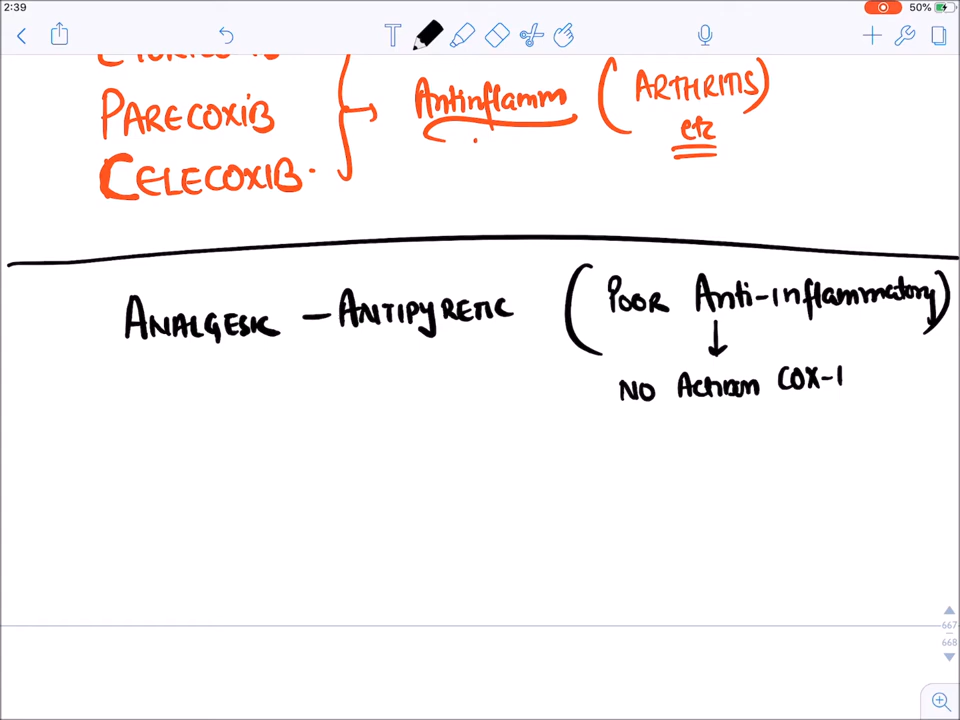 2:39
50%
PARECOXIB
CELECOXIB
Antinflamm (ARTHRITIS)
etc
ANALGESIC - ANTIPYRETIC (POOR Anti-inflammatory)
NO Action COX-1
667
668